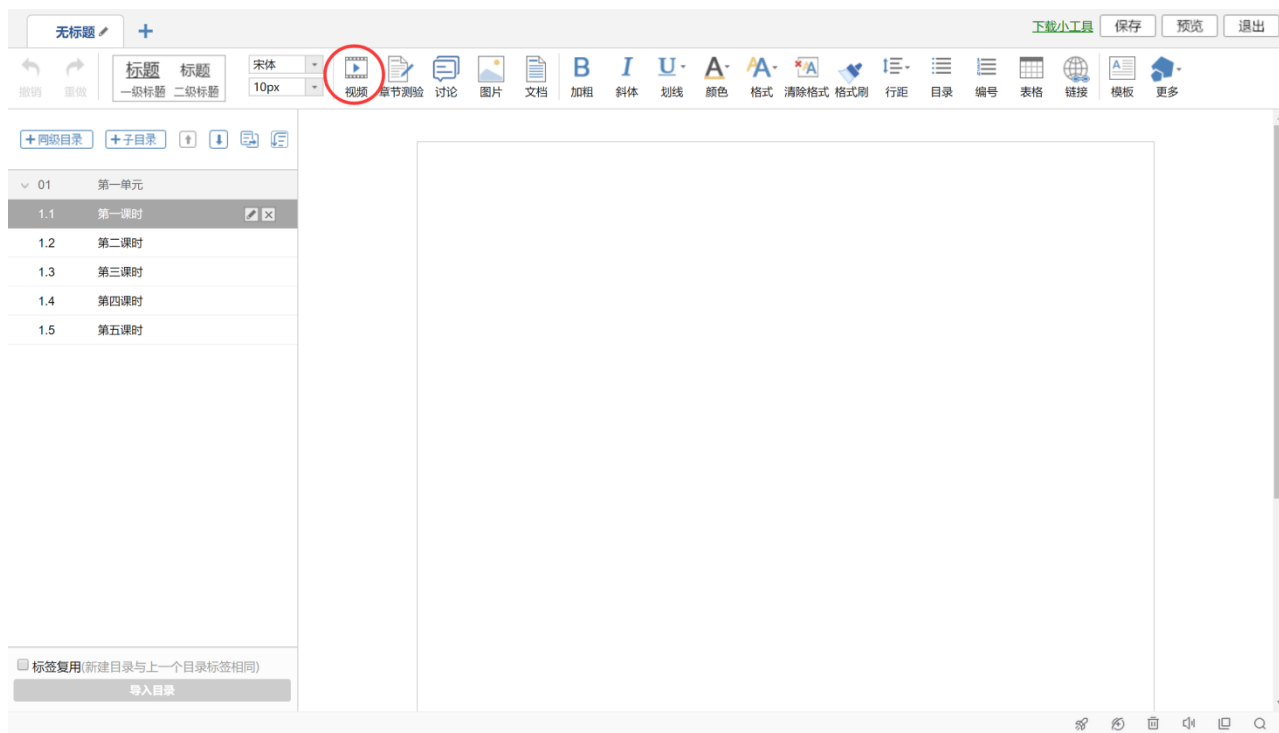 无标题
下载小工具 保存 预览 退出
标题 标题
宋体
B I U A A A A
撤销 重做 一级标题 二级标题 10px 视频 章节测验 讨论 图片 文档 加粗 斜体 划线 颜色 格式 清除格式 格式刷 行距 目录 编号 表格 链接 模板 更多
+同级目录 +子目录
01 第一单元
1.1 第一课时
1.2 第二课时
1.3 第三课时
1.4 第四课时
1.5 第五课时
标签复用(新建目录与上一个目录标签相同)
导入目录